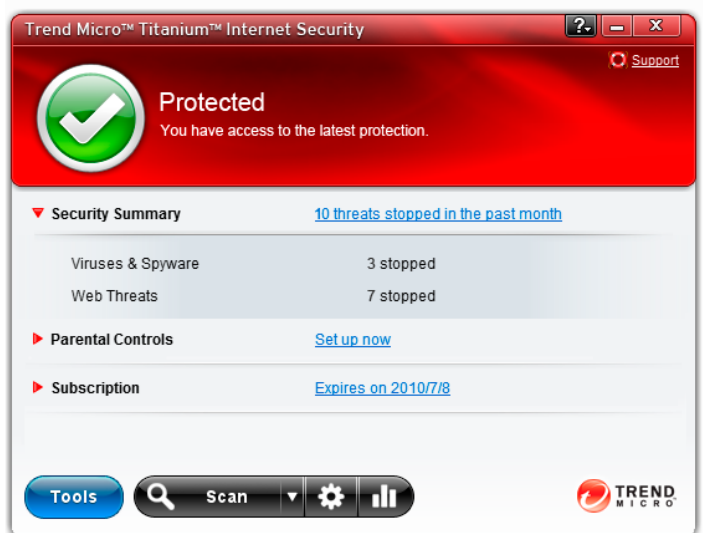 Trend Micro™ Titanium™ Internet Security
?
Support
Protected
You have access to the latest protection.
Security Summary 10 threats stopped in the past month
Viruses & Spyware 3 stopped
Web Threats 7 stopped
Parental Controls Set up now
Subscription Expires on 2010/7/8
Tools Scan
TREND
MICRO